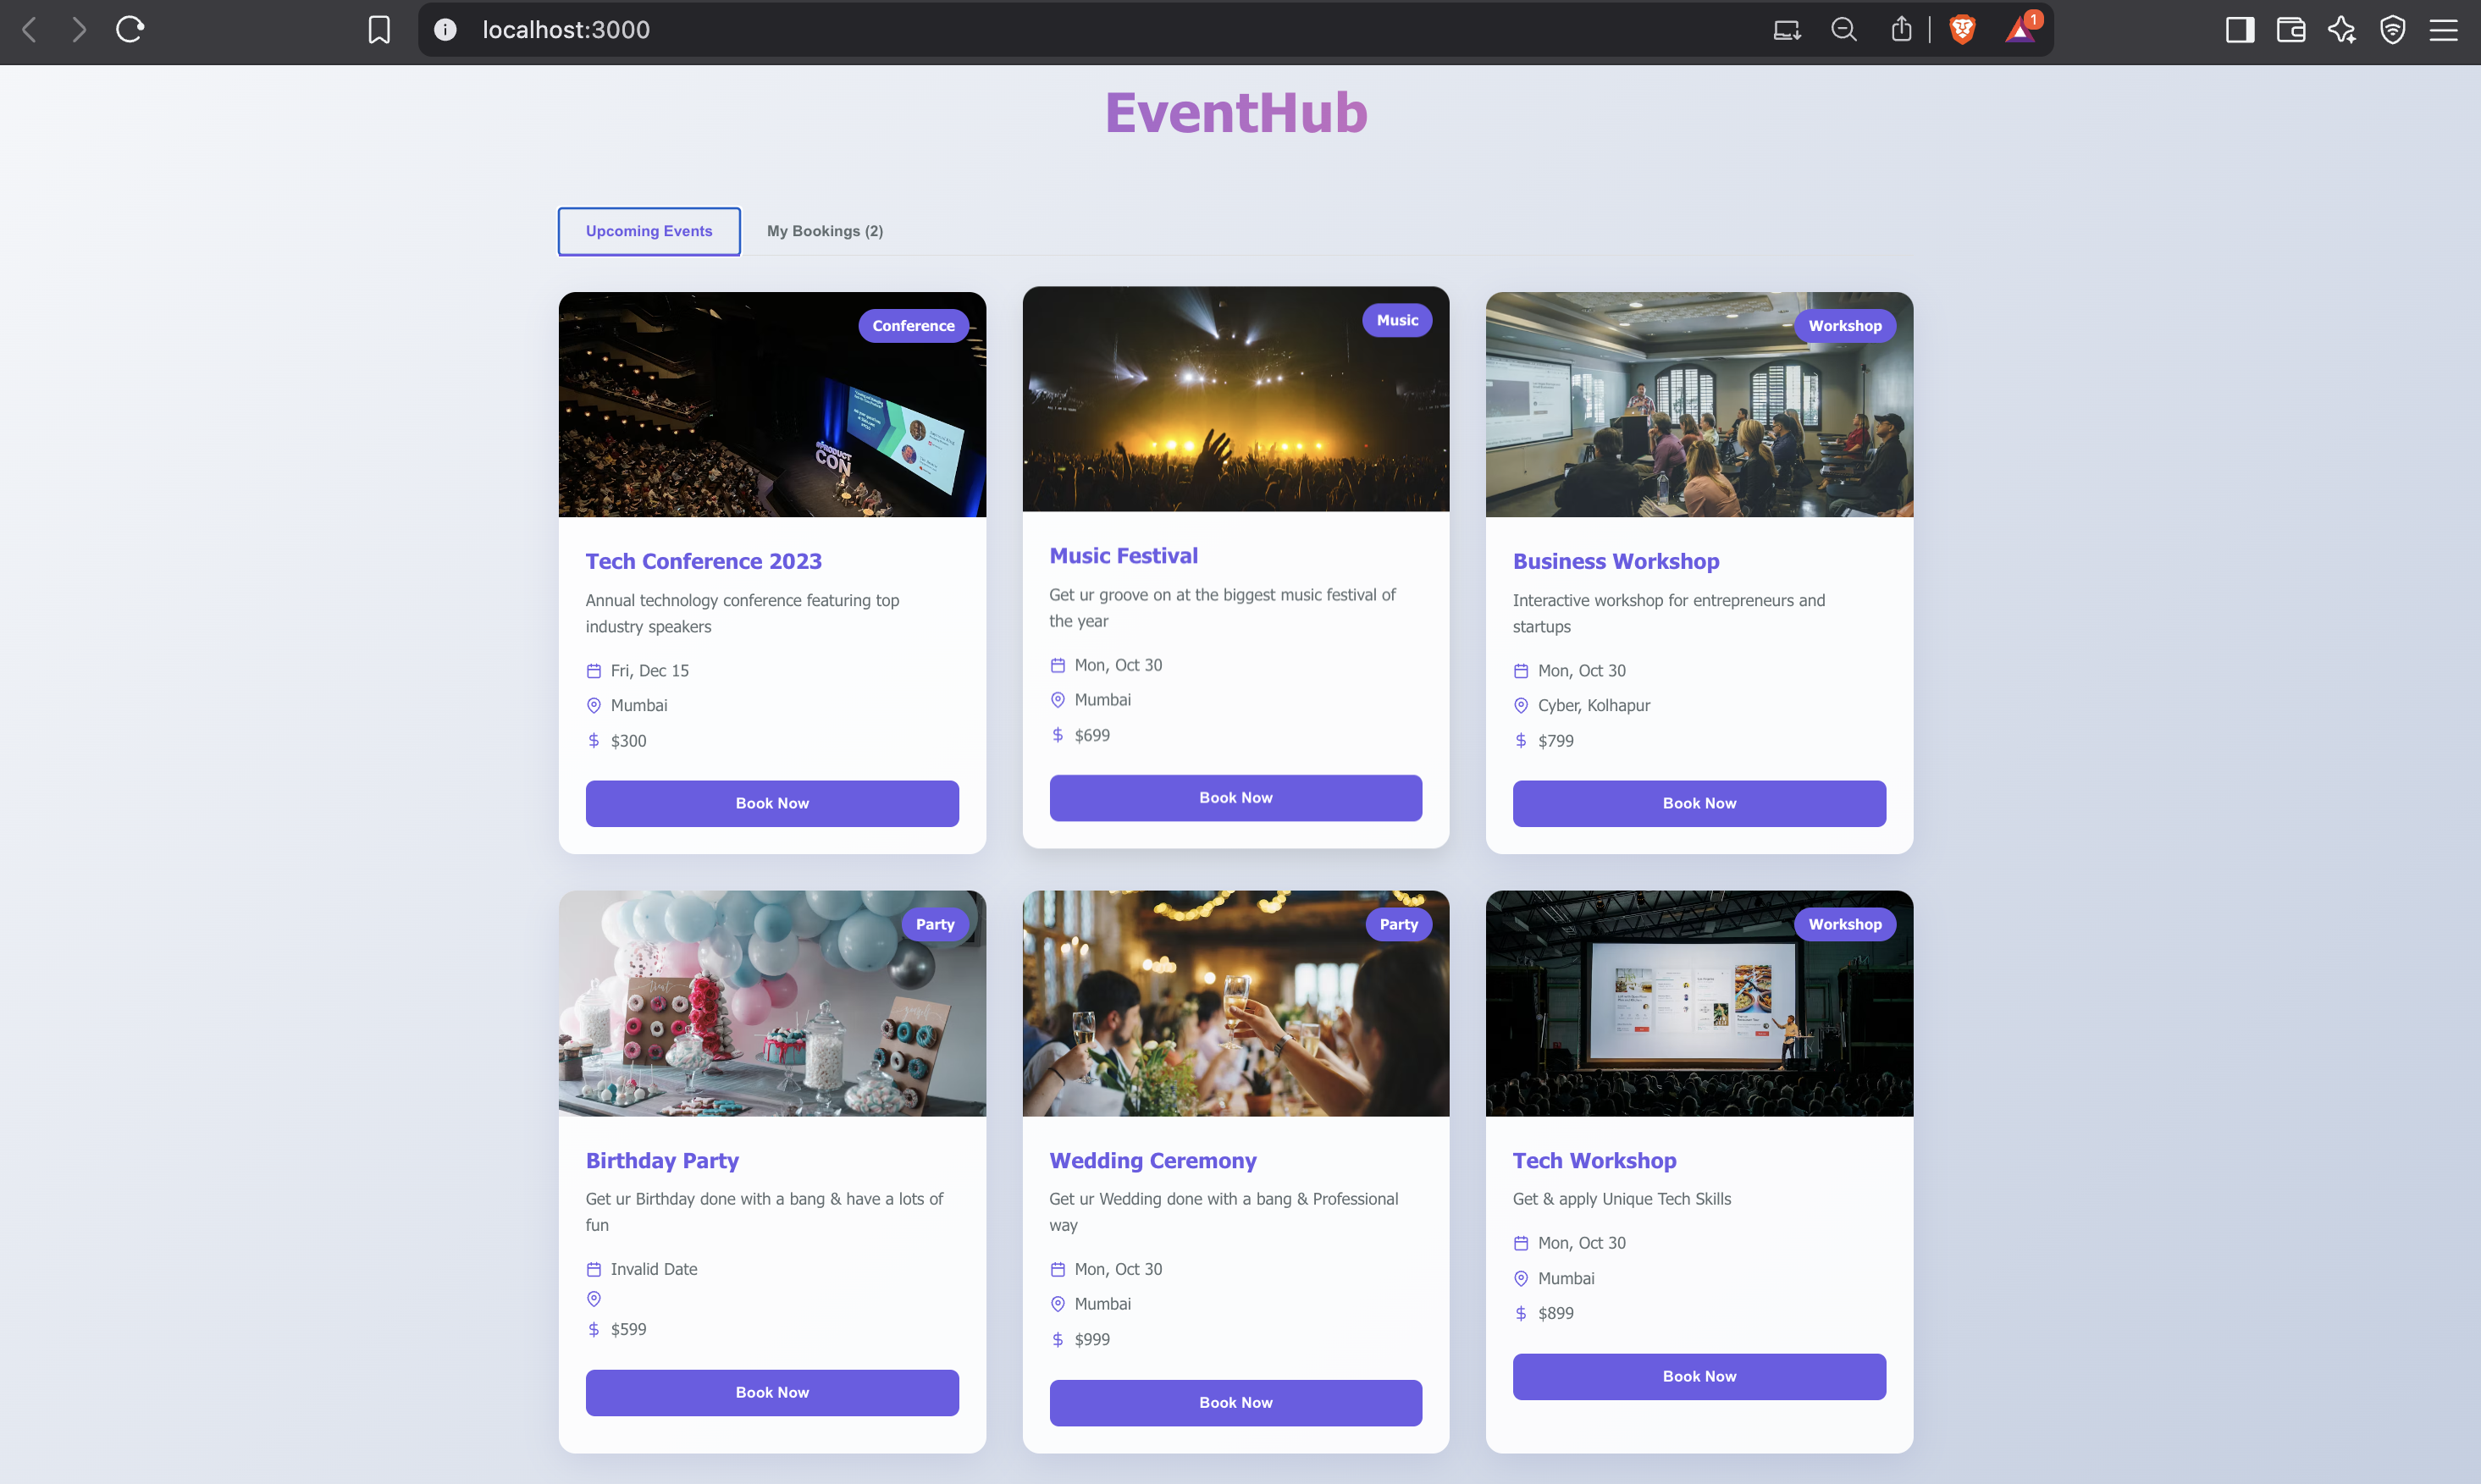 localhost:3000
1
EventHub
Upcoming Events
My Bookings (2)
Conference
PRODUCT
CON
Tech Conference 2023
Annual technology conference featuring top
industry speakers
Fri, Dec 15
Mumbai
$300
Book Now
Music
Music Festival
Get ur groove on at the biggest music festival of
the year
Mon, Oct 30
Mumbai
$699
Book Now
Workshop
Business Workshop
Interactive workshop for entrepreneurs and
startups
Mon, Oct 30
Cyber, Kolhapur
$799
Book Now
Party
Birthday Party
Get ur Birthday done with a bang & have a lots of
fun
Invalid Date
$599
Book Now
Party
Wedding Ceremony
Get ur Wedding done with a bang & Professional
way
Mon, Oct 30
Mumbai
$999
Book Now
Workshop
Tech Workshop
Get & apply Unique Tech Skills
Mon, Oct 30
Mumbai
$899
Book Now